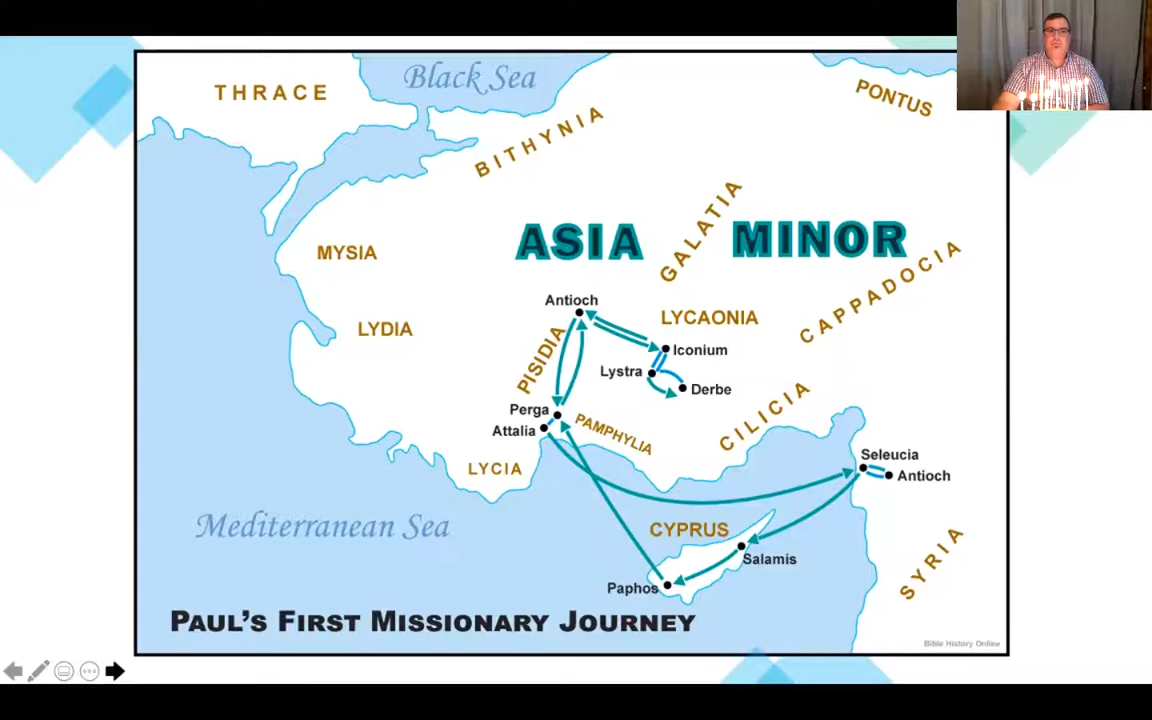 THRACE
Black Sea
PONTUS
BITHYNIA
GALATIA
ASIA MINOR
MYSIA
CAPPADOCIA
Antioch
LYCAONIA
LYDIA
PISIDIA
Iconium
Lystra
Derbe
Perga
PAMPHYLIA
CILICIA
Attalia
LYCIA
Seleucia
Antioch
Mediterranean Sea
CYPRUS
Salamis
SYRIA
Paphos
PAUL'S FIRST MISSIONARY JOURNEY
Bible History Online